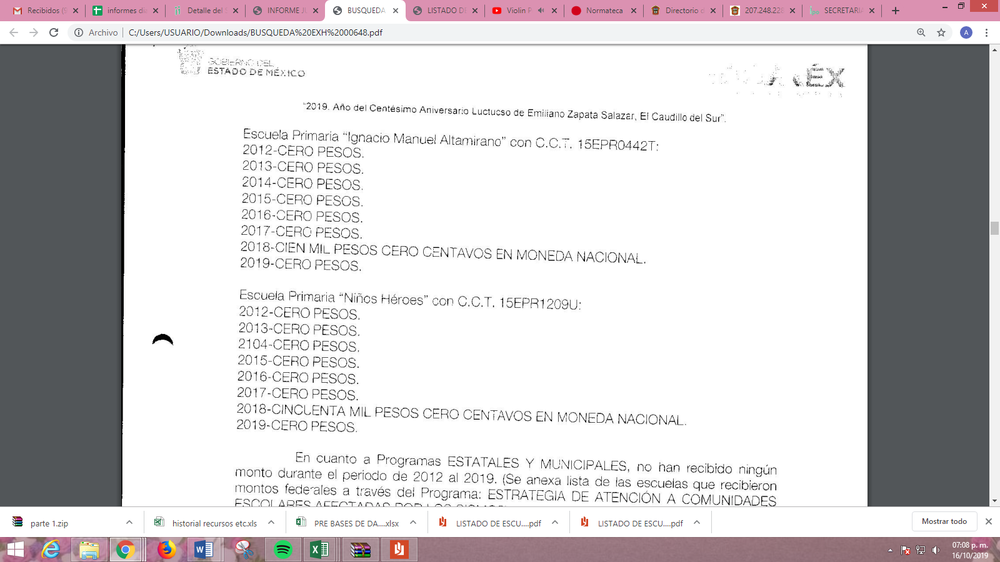 Recibidos (9
informes di
Detalle del S
INFORME JU
BUSQUEDA
LISTADO DE
Violin P
Normateca
Directorio d
207.248.228
SECRETARIA
Archivo
C:/Users/USUARIO/Downloads/BUSQUEDA%20EXH%2000648.pdf
A
GOBIERNO DEL
ESTADO DE MÉXICO
ÉX
"2019. Año del Centésimo Aniversario Luctuoso de Emiliano Zapata Salazar, El Caudillo del Sur".
Escuela Primaria "Ignacio Manuel Altamirano" con C.C.T. 15EPR0442T:
2012-CERO PESOS.
2013-CERO PESOS.
2014-CERO PESOS.
2015-CERO PESOS.
2016-CERO PESOS.
2017-CERO PESOS.
2018-CIEN MIL PESOS CERO CENTAVOS EN MONEDA NACIONAL.
2019-CERO PESOS.
Escuela Primaria "Niños Héroes" con C.C.T. 15EPR1209U:
2012-CERO PESOS.
2013-CERO PESOS.
2104-CERO PESOS.
2015-CERO PESOS.
2016-CERO PESOS.
2017-CERO PESOS.
2018-CINCUENTA MIL PESOS CERO CENTAVOS EN MONEDA NACIONAL.
2019-CERO PESOS.
En cuanto a Programas ESTATALES Y MUNICIPALES, no han recibido ningún
monto durante el periodo de 2012 al 2019. (Se anexa lista de las escuelas que recibieron
montos federales a través del Programa: ESTRATEGIA DE ATENCIÓN A COMUNIDADES
ESCOLARES AFECTADAS POR LOS
parte 1.zip
historial recursos etc.xls
PRE BASES DE DA....xlsx
LISTADO DE ESCU....pdf
LISTADO DE ESCU....pdf
Mostrar todo
07:08 p. m.
16/10/2019